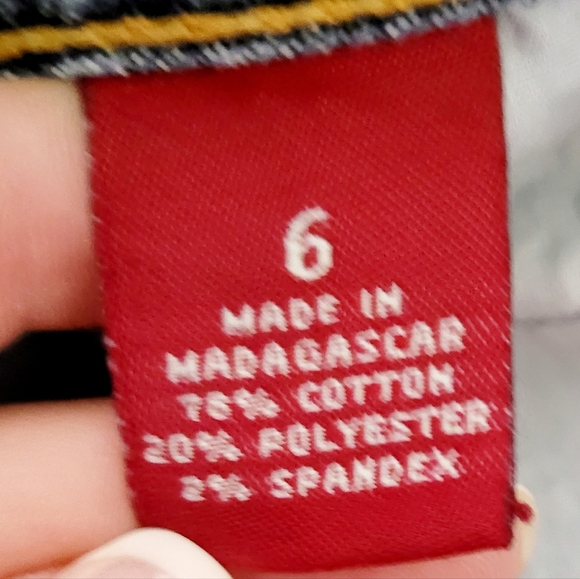 6
MADE IN
MADAGASCAR
78% COTTON
20% POLYESTER
2% SPANDEX